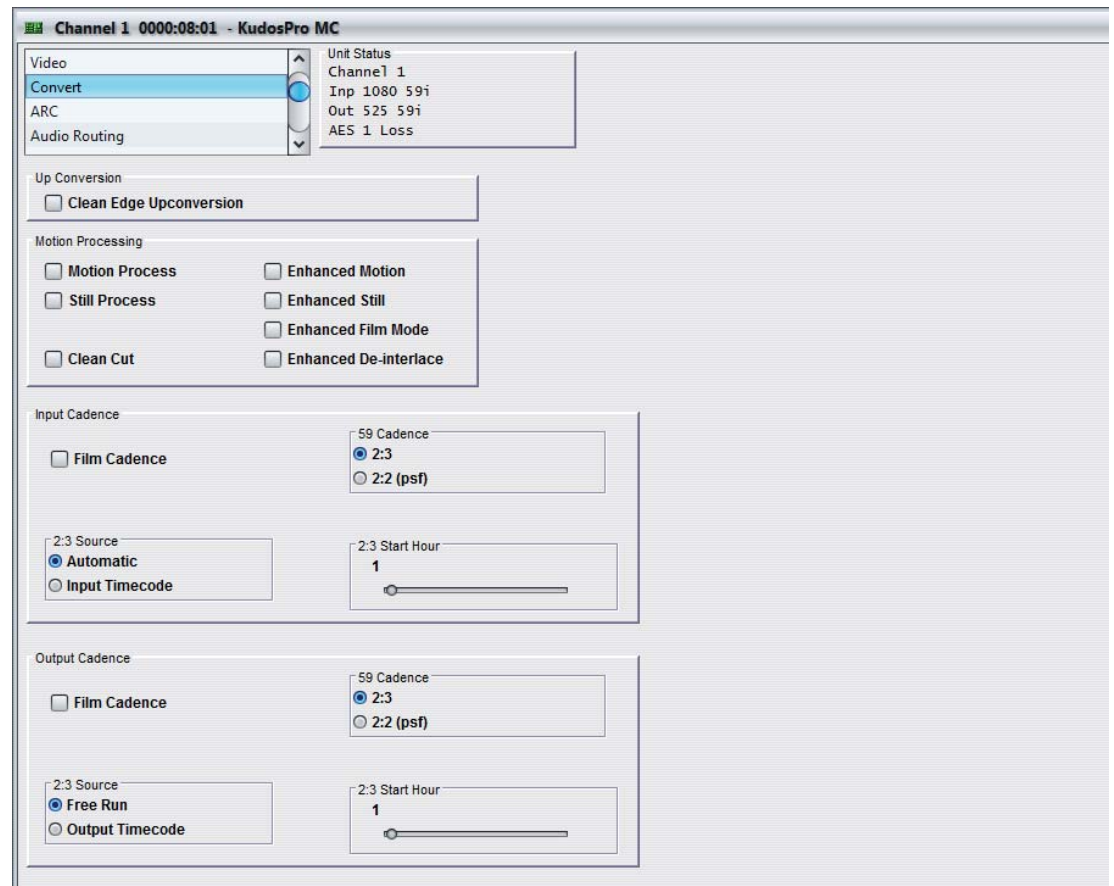 Channel 1 0000:08:01 - KudosPro MC
Video
Convert
ARC
Audio Routing
Unit Status
Channel 1
Inp 1080 59i
Out 525 59i
AES 1 Loss
Up Conversion
Clean Edge Upconversion
Motion Processing
Motion Process
Enhanced Motion
Still Process
Enhanced Still
Enhanced Film Mode
Clean Cut
Enhanced De-interlace
Input Cadence
Film Cadence
59 Cadence
2:3
2:2 (psf)
2:3 Source
Automatic
Input Timecode
2:3 Start Hour
1
Output Cadence
Film Cadence
59 Cadence
2:3
2:2 (psf)
2:3 Source
Free Run
Output Timecode
2:3 Start Hour
1